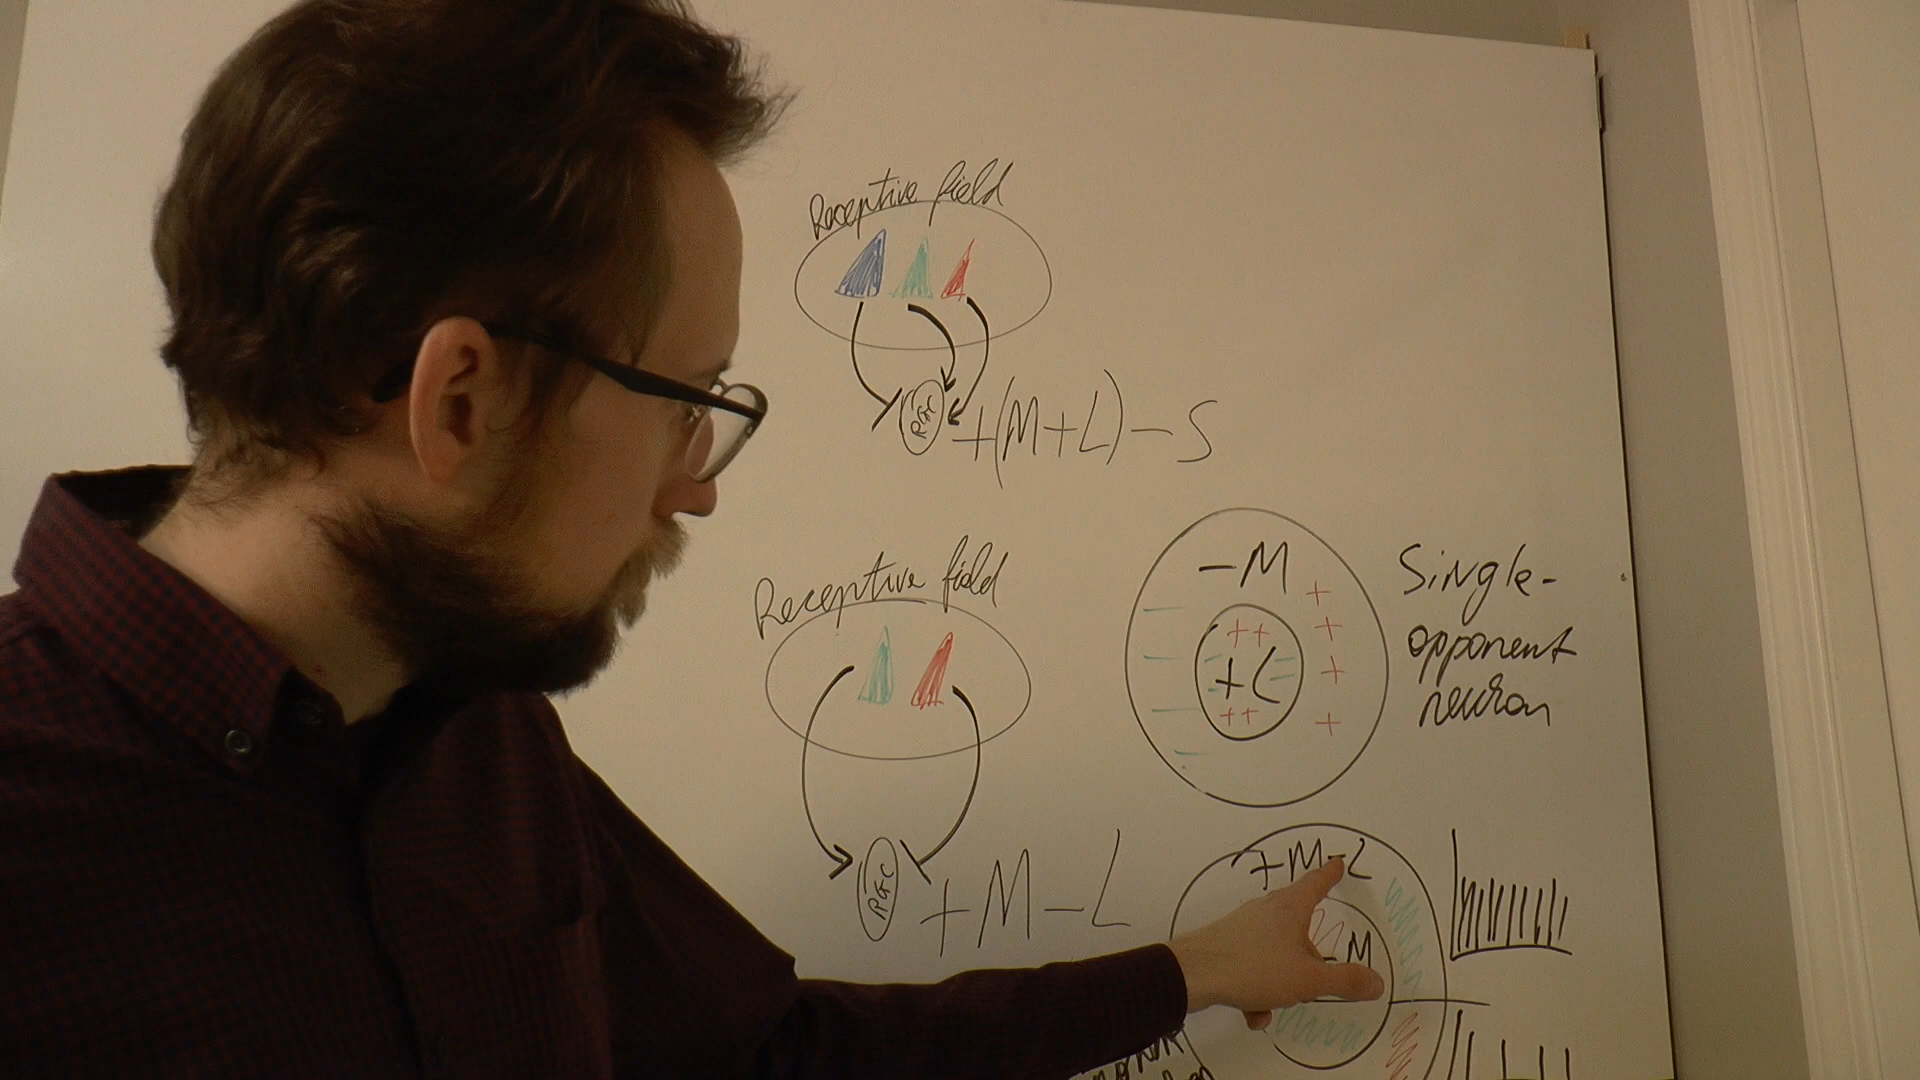 Receptive field
RGC
+(M+L)-S
Receptive field
RGC
+M-L
-M
++
+L
++
+
+
+
+
Single-
opponent
neuron
+M-L
-M